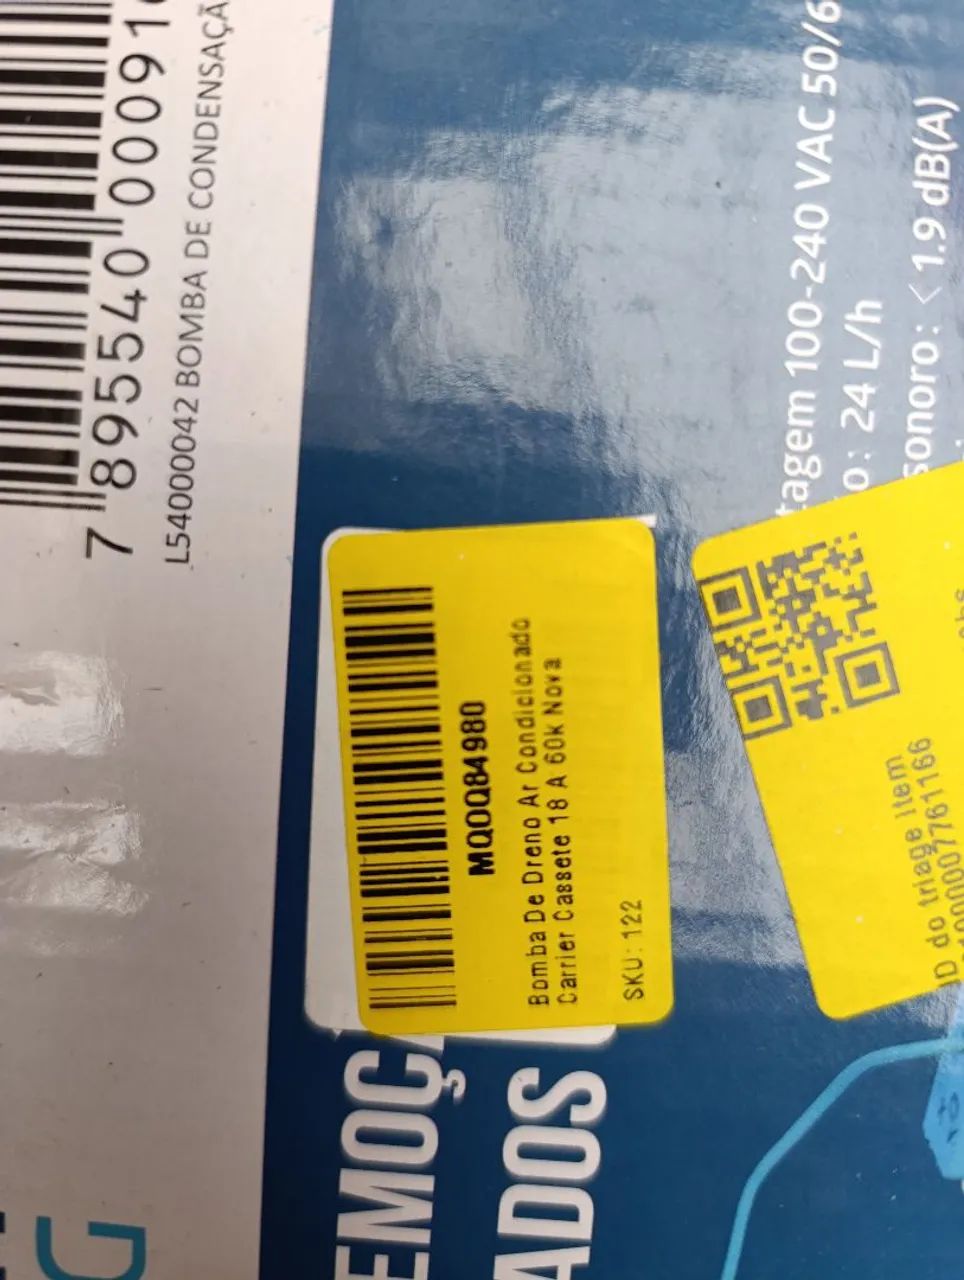 7 895540 00091
L54000042 BOMBA DE CONDENSAÇÃ
tagem 100-240 VAC 50/6
o: 24 L/h
sonoro: < 1.9 dB(A)
MQOQ84980
Bomba De Dreno Ar Condicionado
Carrier Cassete 18 A 60k Nova
SKU: 122
ID do triage item
EMOÇ
ADOS
G